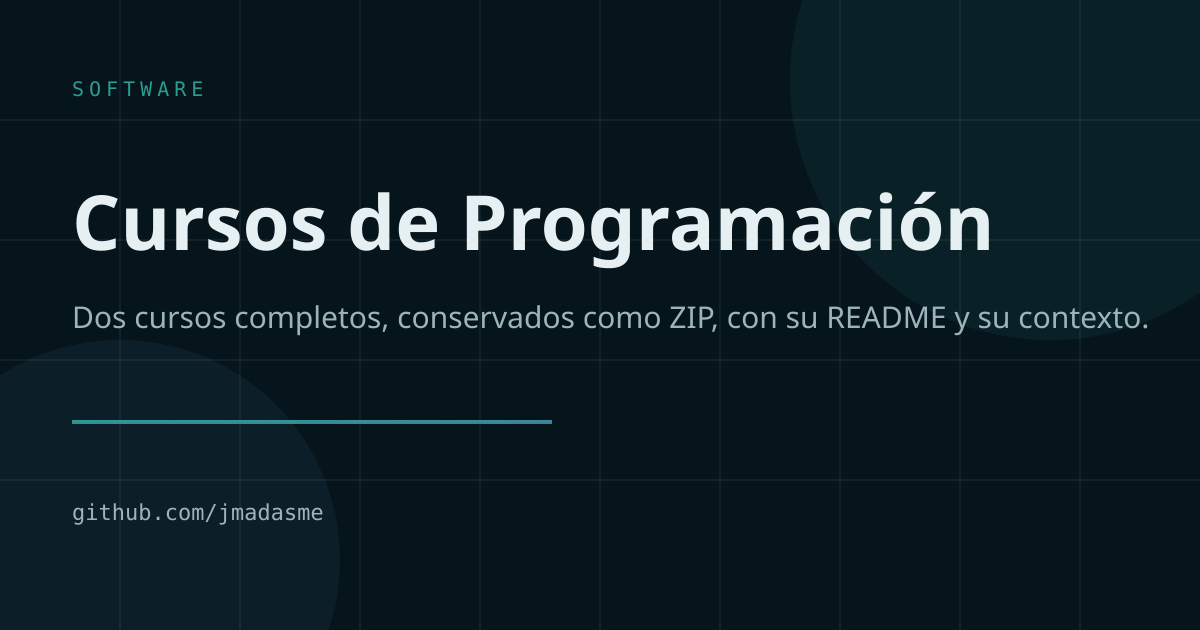 SOFTWARE
Cursos de Programación
Dos cursos completos, conservados como ZIP, con su README y su contexto.
github.com/jmadasme